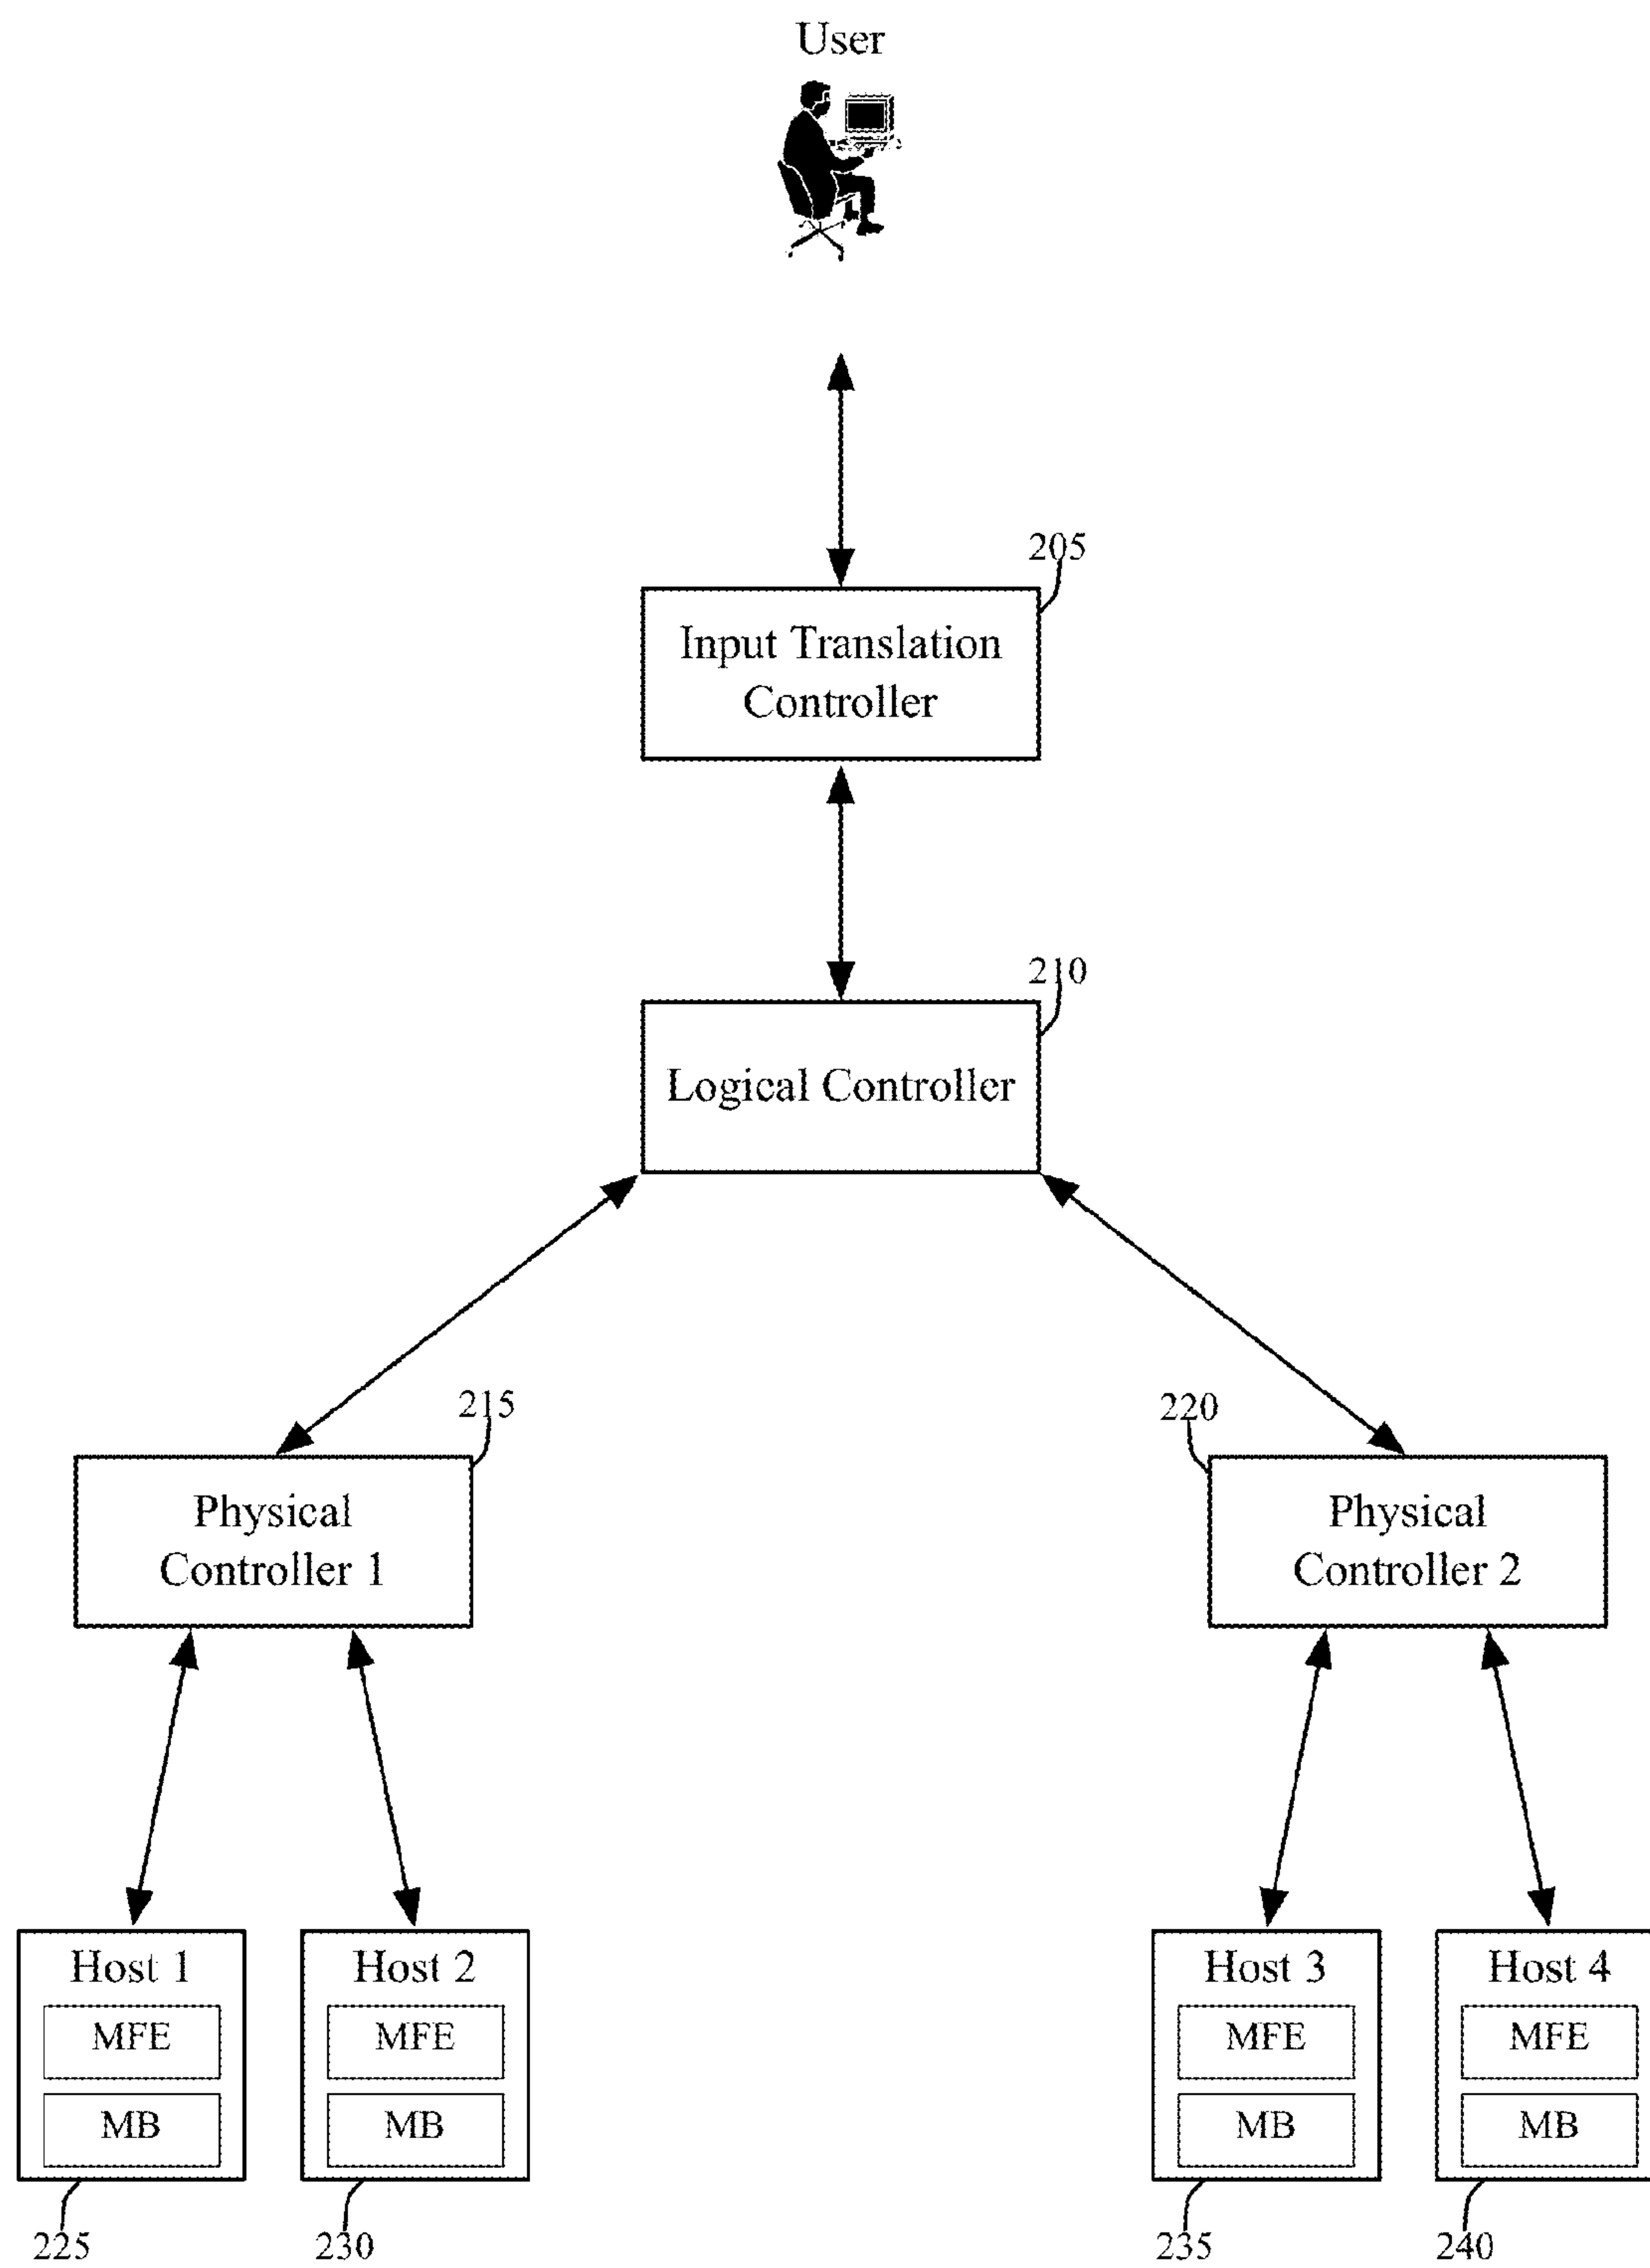 User
205
Input Translation
Controller
210
Logical Controller
215
220
Physical
Controller 1
Physical
Controller 2
Host 1
MFE
MB
Host 2
MFE
MB
Host 3
MFE
MB
Host 4
MFE
MB
225
230
235
240